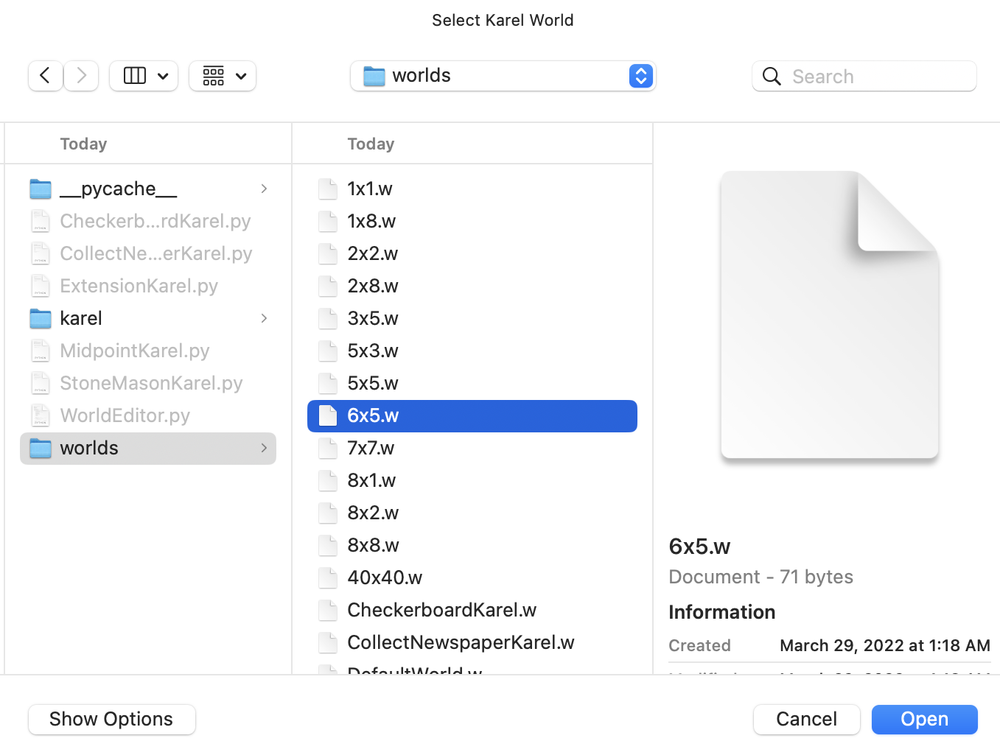 Select Karel World
worlds
Search
Today
__pycache__
Checkerb...rdKarel.py
CollectNe...erKarel.py
ExtensionKarel.py
karel
MidpointKarel.py
StoneMasonKarel.py
WorldEditor.py
worlds
Today
1x1.w
1x8.w
2x2.w
2x8.w
3x5.w
5x3.w
5x5.w
6x5.w
7x7.w
8x1.w
8x2.w
8x8.w
40x40.w
CheckerboardKarel.w
CollectNewspaperKarel.w
DefaultWorld.w
6x5.w
Document - 71 bytes
Information
Created March 29, 2022 at 1:18 AM
Show Options
Cancel
Open